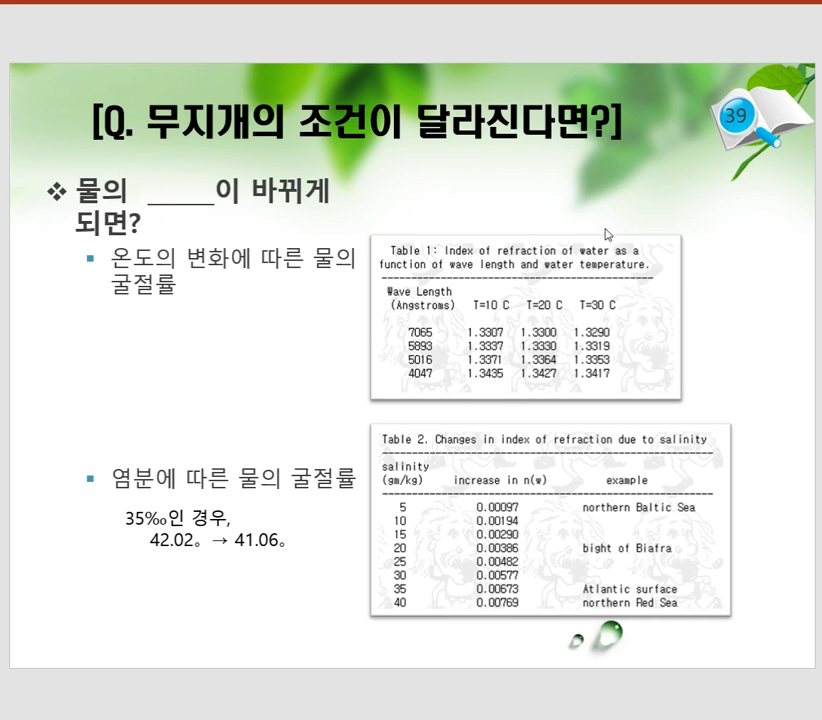 [Q. 무지개의 조건이 달라진다면?]
39
❖ 물의 _____이 바뀌게
되면?
▪ 온도의 변화에 따른 물의
굴절률
Table 1: Index of refraction of water as a
function of wave length and water temperature.
Wave Length
(Angstroms) T=10 C T=20 C T=30 C
7065 1.3307 1.3300 1.3290
5893 1.3337 1.3330 1.3319
5016 1.3371 1.3364 1.3353
4047 1.3435 1.3427 1.3417
▪ 염분에 따른 물의 굴절률
35‰인 경우,
42.02。→ 41.06。
Table 2. Changes in index of refraction due to salinity
salinity
(gm/kg) increase in n(w) example
5 0.00097 northern Baltic Sea
10 0.00194
15 0.00290
20 0.00386 bight of Biafra
25 0.00482
30 0.00577
35 0.00673 Atlantic surface
40 0.00769 northern Red Sea